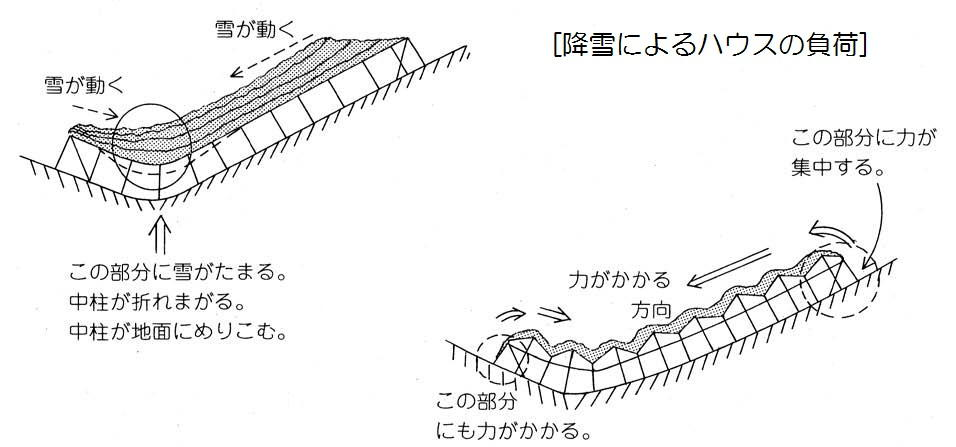 [降雪によるハウスの負荷]
雪が動く
雪が動く
この部分に雪がたまる。
中柱が折れまがる。
中柱が地面にめりこむ。
この部分に力が
集中する。
力がかかる
方向
この部分
にも力がかかる。